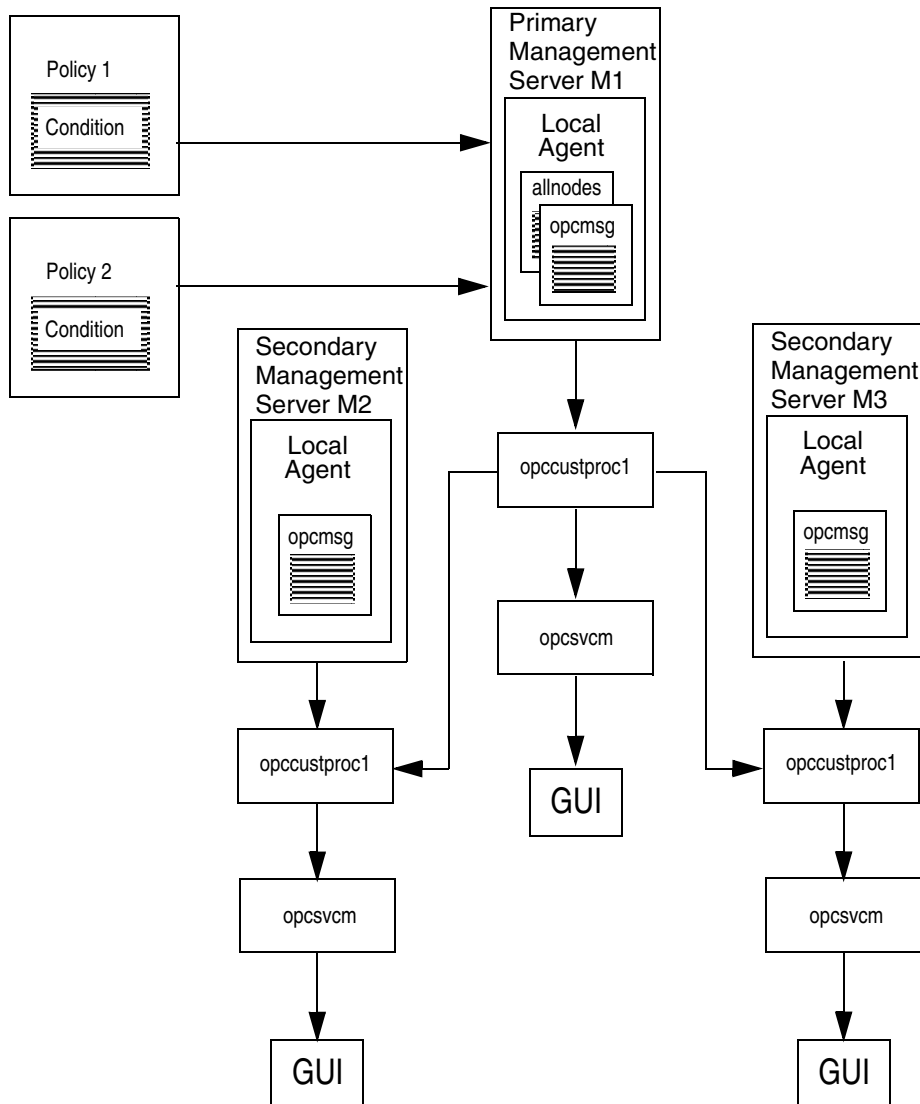 Policy 1
Condition
Primary
Management
Server M1
Local
Agent
allnodes
opcmsg
Policy 2
Condition
Secondary
Management
Server M2
Local
Agent
opcmsg
Secondary
Management
Server M3
Local
Agent
opcmsg
opccustproc1
opcsvcm
opccustproc1
opccustproc1
GUI
opcsvcm
opcsvcm
GUI
GUI